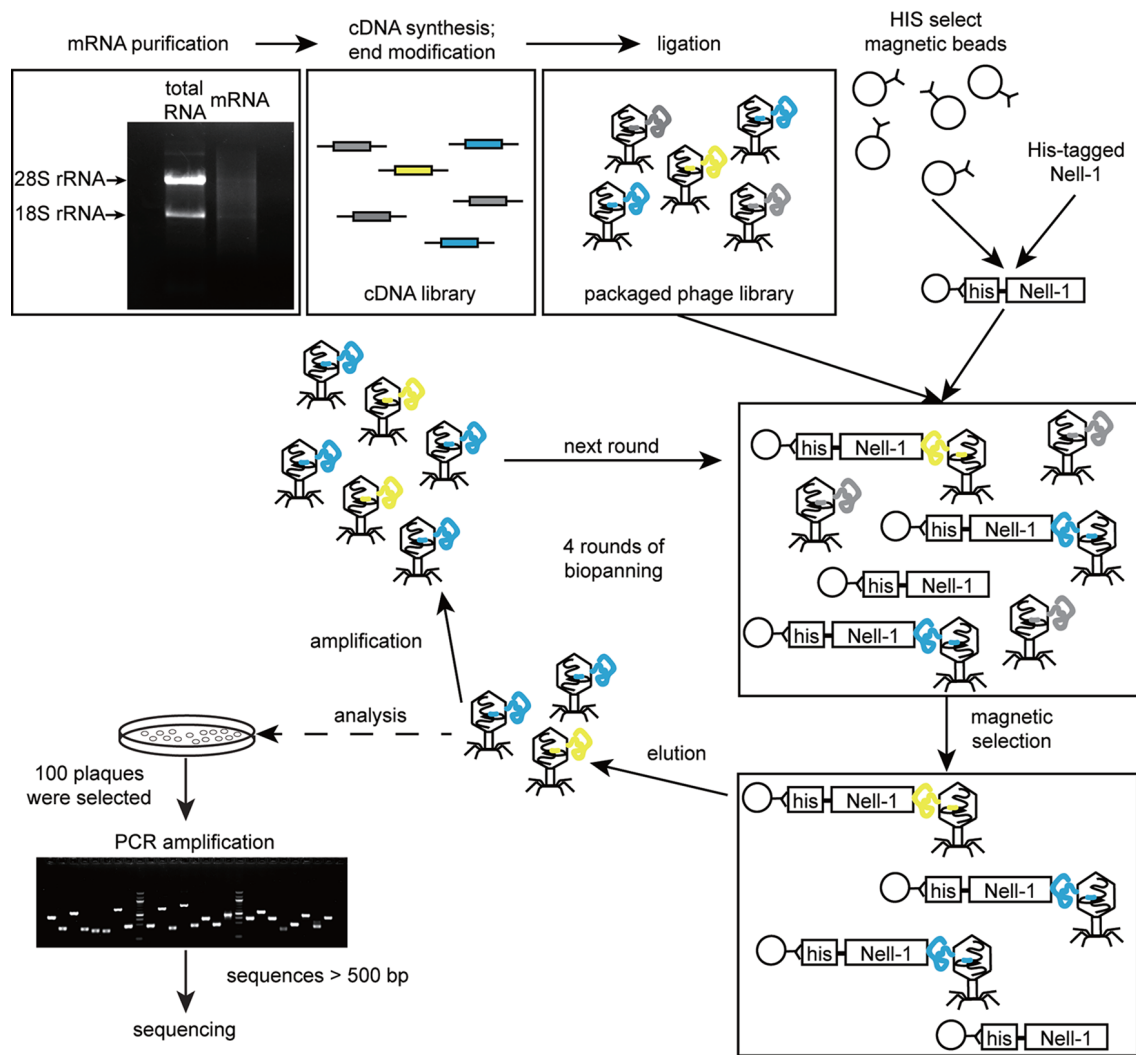 mRNA purification
cDNA synthesis;
end modification
ligation
HIS select
magnetic beads
total
RNA
mRNA
28S rRNA
18S rRNA
cDNA library
packaged phage library
His-tagged
Nell-1
his
Nell-1
next round
4 rounds of
biopanning
his
Nell-1
his
Nell-1
his
Nell-1
his
Nell-1
amplification
analysis
elution
magnetic
selection
100 plaques
were selected
PCR amplification
sequences > 500 bp
sequencing
his
Nell-1
his
Nell-1
his
Nell-1
his
Nell-1